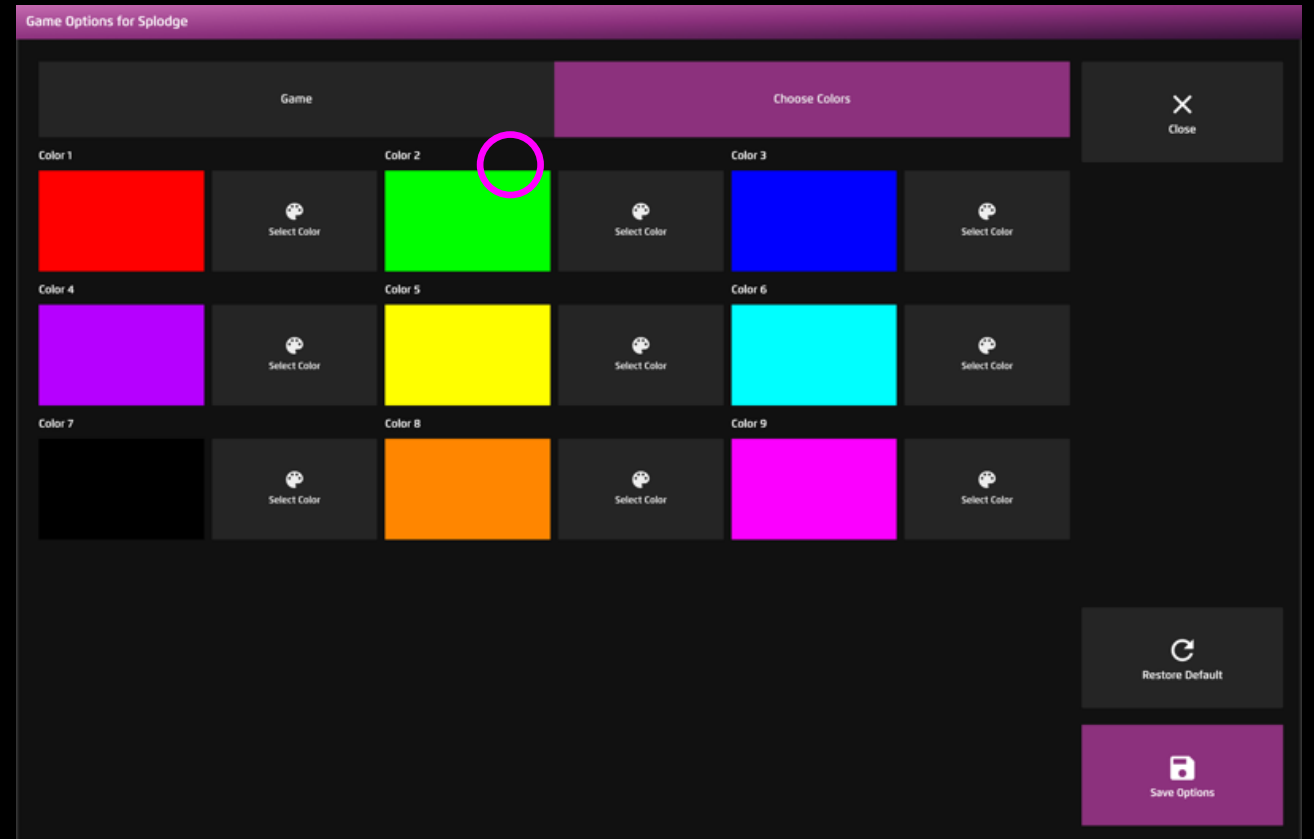 Game Options for Splodge
Game
Choose Colors
Close
Color 1
Color 2
Color 3
Select Color
Select Color
Select Color
Color 4
Color 5
Color 6
Select Color
Select Color
Select Color
Color 7
Color 8
Color 9
Select Color
Select Color
Select Color
Restore Default
Save Options